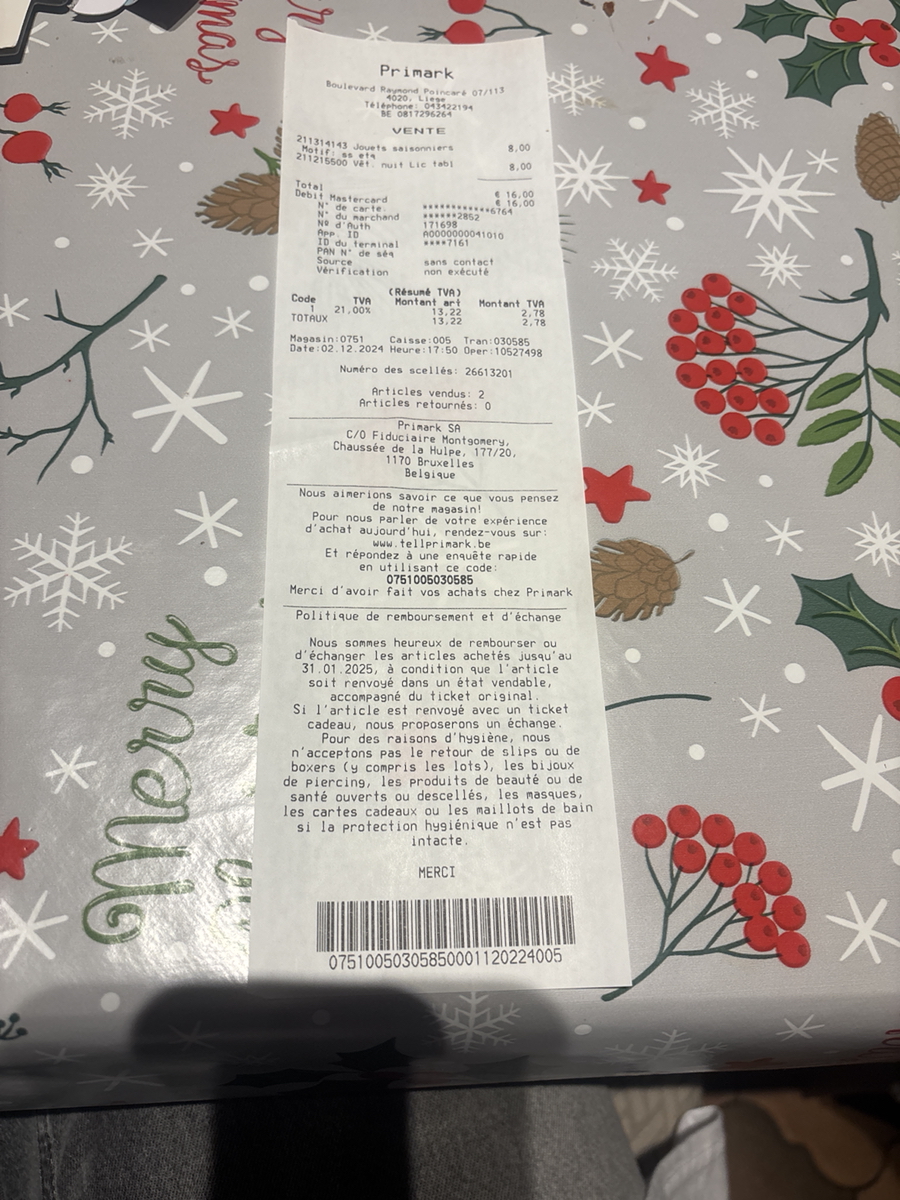 mas
Primark
Boulevard Raymond Poincaré 07/113
4020, Liege
Téléphone: 043422194
BE 0817296264
VENTE
211314143 Jouets saisonniers 8,00
Motif: ss etq
211215500 Vêt. nuit Lic tabl 8,00
Total € 16,00
Debit Mastercard € 16,00
N° de carte. ************6764
N° du marchand ******2852
Nº d'Auth 171698
App. ID A0000000041010
ID du terminal ****7161
PAN N° de séq
Source sans contact
Vérification non exécuté
(Résumé TVA)
Code TVA Montant art Montant TVA
1 21,00% 13,22 2,78
TOTAUX 13,22 2,78
Magasin:0751 Caisse:005 Tran:030585
Date:02.12.2024 Heure:17:50 Oper:10527498
Numéro des scellés: 26613201
Articles vendus: 2
Articles retournés: 0
Primark SA
C/O Fiduciaire Montgomery,
Chaussée de la Hulpe, 177/20,
1170 Bruxelles
Belgique
Nous aimerions savoir ce que vous pensez
de notre magasin!
Pour nous parler de votre expérience
d'achat aujourd'hui, rendez-vous sur:
www.tellprimark.be
Et répondez à une enquête rapide
en utilisant ce code:
0751005030585
Merci d'avoir fait vos achats chez Primark
Politique de remboursement et d'échange
Nous sommes heureux de rembourser ou
d'échanger les articles achetés jusqu'au
31.01.2025, à condition que l'article
soit renvoyé dans un état vendable,
accompagné du ticket original.
Si l'article est renvoyé avec un ticket
cadeau, nous proposerons un échange.
Pour des raisons d'hygiène, nous
n'acceptons pas le retour de slips ou de
boxers (y compris les lots), les bijoux
de piercing, les produits de beauté ou de
santé ouverts ou descellés, les masques,
les cartes cadeaux ou les maillots de bain
si la protection hygiénique n'est pas
intacte.
MERCI
07510050305850001120224005
Merry